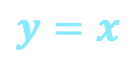 y = x